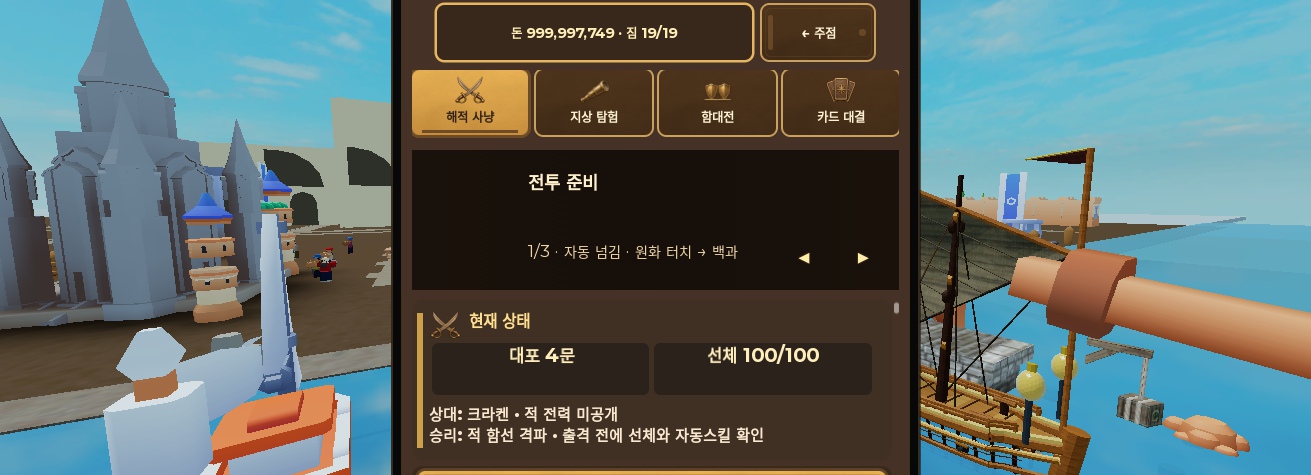 돈 999,997,749 · 짐 19/19
← 주점
해적 사냥
지상 탐험
함대전
카드 대결
전투 준비
1/3 · 자동 넘김 · 원화 터치 → 백과
◀ ▶
현재 상태
대포 4문
선체 100/100
상대: 크라켄 • 적 전력 미공개
승리: 적 함선 격파 • 출격 전에 선체와 자동스킬 확인